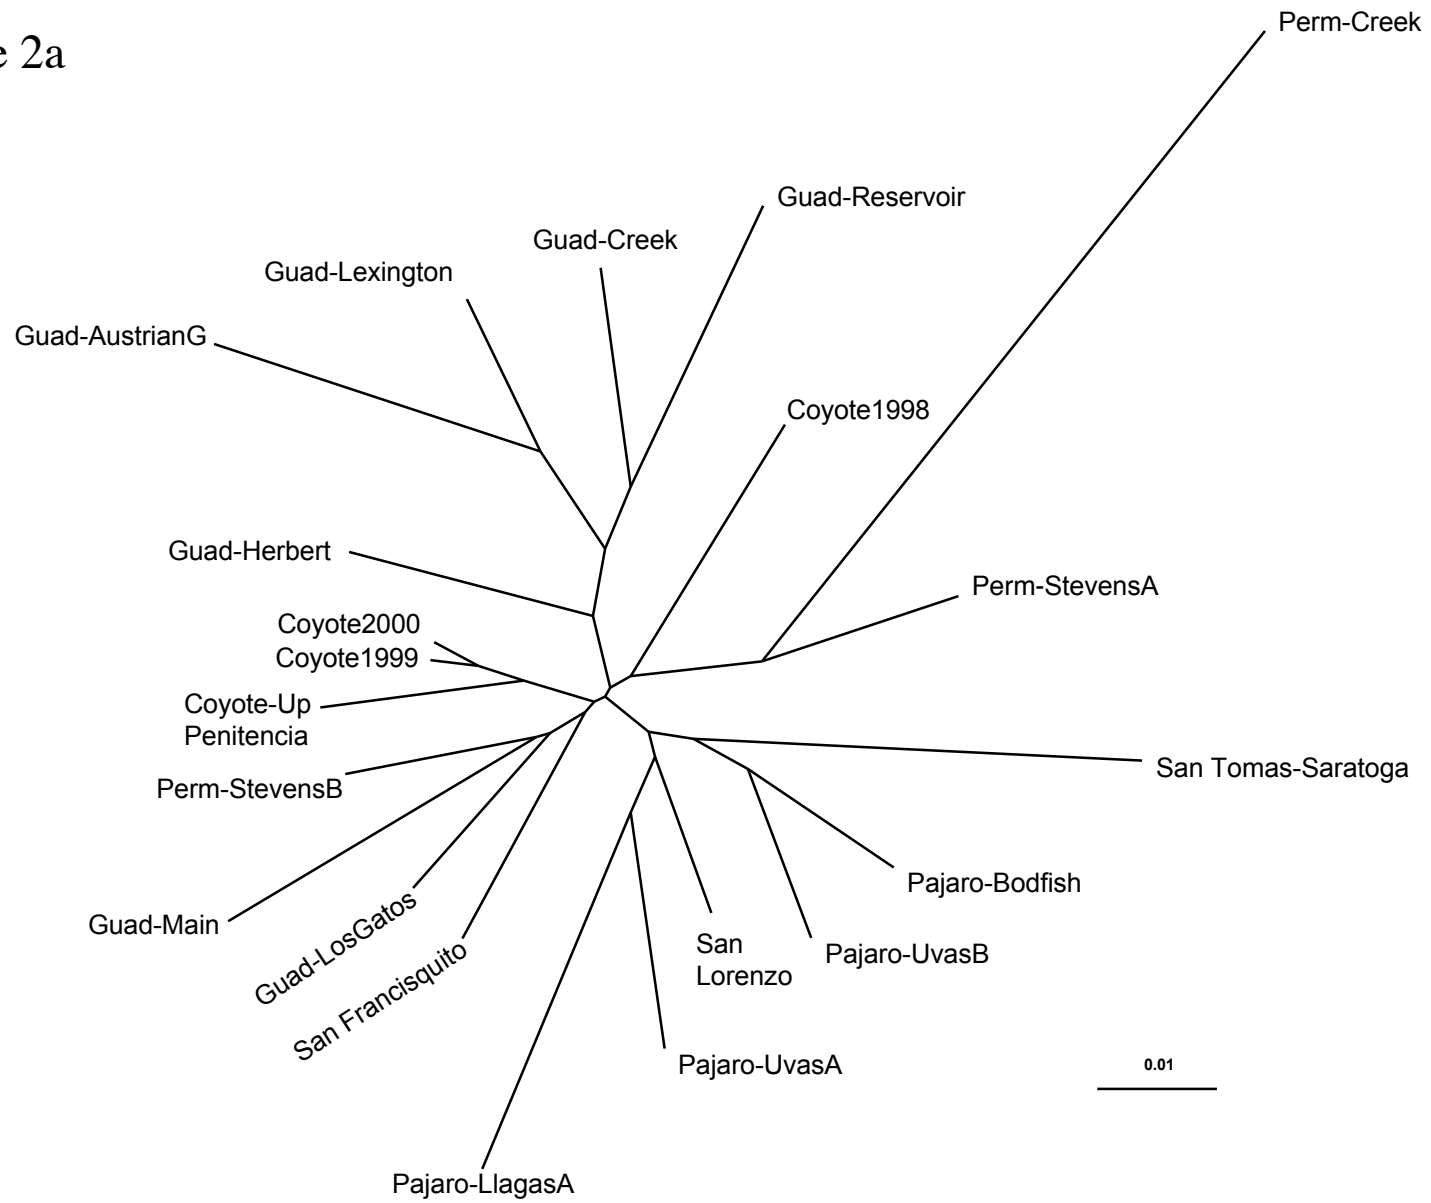 e 2a
Perm-Creek
Guad-Reservoir
Guad-Creek
Guad-Lexington
Guad-AustrianG
Coyote1998
Guad-Herbert
Perm-StevensA
Coyote2000
Coyote1999
Coyote-Up
Penitencia
San Tomas-Saratoga
Perm-StevensB
Pajaro-Bodfish
Guad-Main
Guad-LosGatos
San Francisquito
San
Lorenzo
Pajaro-UvasB
Pajaro-UvasA
0.01
Pajaro-LlagasA